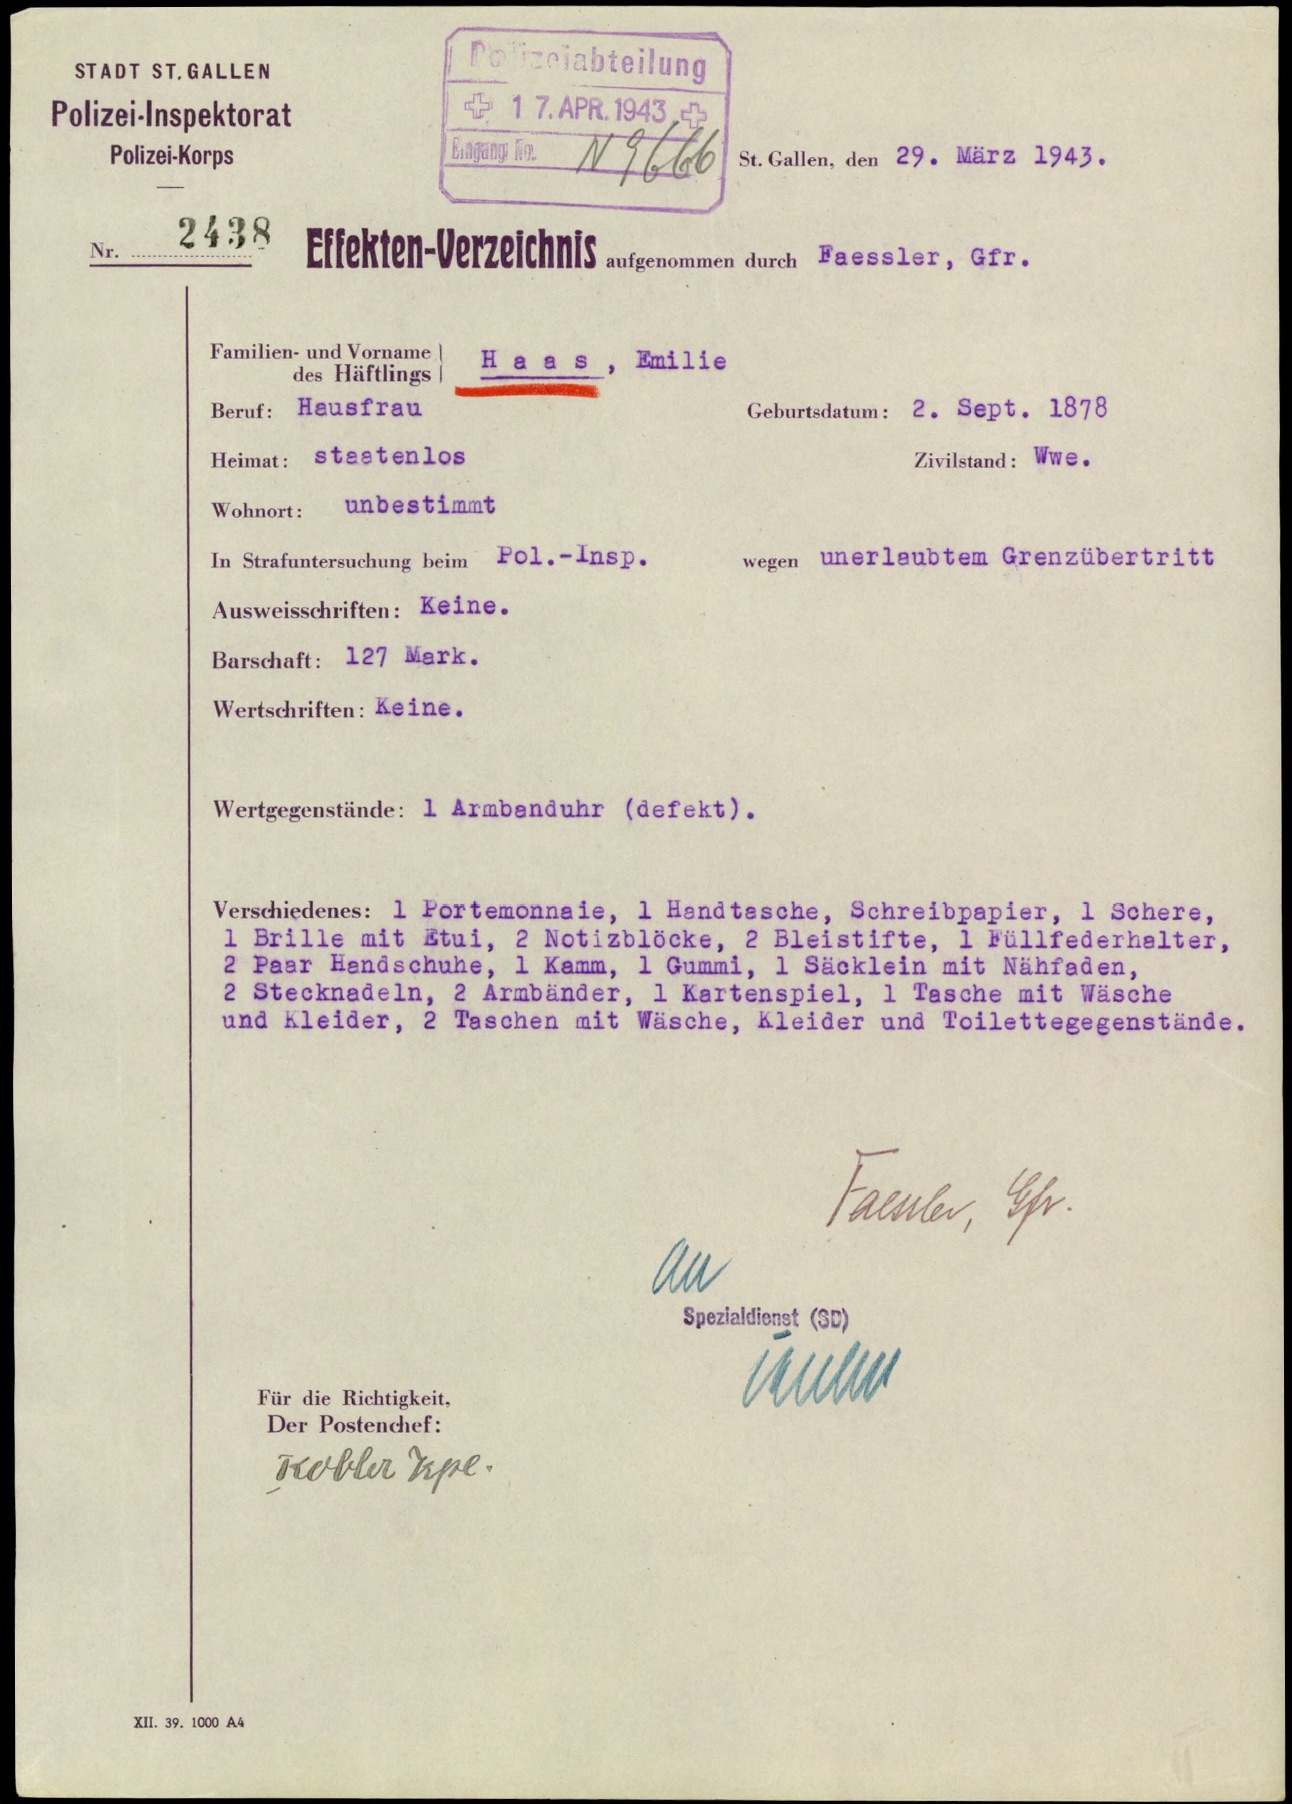 STADT ST. GALLEN
Polizei-Inspektorat
Polizei-Korps
Polizeiabteilung
17. APR. 1943
Eingang No. N 9666
St. Gallen, den 29. März 1943.
Nr. 2438
Effekten-Verzeichnis aufgenommen durch Faessler, Gfr.
Familien- und Vorname
des Häftlings
Haas, Emilie
Beruf: Hausfrau Geburtsdatum: 2. Sept. 1878
Heimat: staatenlos Zivilstand: Wwe.
Wohnort: unbestimmt
In Strafuntersuchung beim Pol.-Insp. wegen unerlaubtem Grenzübertritt
Ausweisschriften: Keine.
Barschaft: 127 Mark.
Wertschriften: Keine.
Wertgegenstände: 1 Armbanduhr (defekt).
Verschiedenes: 1 Portemonnaie, 1 Handtasche, Schreibpapier, 1 Schere,
1 Brille mit Etui, 2 Notizblöcke, 2 Bleistifte, 1 Füllfederhalter,
2 Paar Handschuhe, 1 Kamm, 1 Gummi, 1 Säcklein mit Nähfaden,
2 Stecknadeln, 2 Armbänder, 1 Kartenspiel, 1 Tasche mit Wäsche
und Kleider, 2 Taschen mit Wäsche, Kleider und Toilettegegenstände.
Faessler, Gfr.
an
Spezialdienst (SD)
Für die Richtigkeit,
Der Postenchef:
Kobler Kpl.
XII. 39. 1000 A4